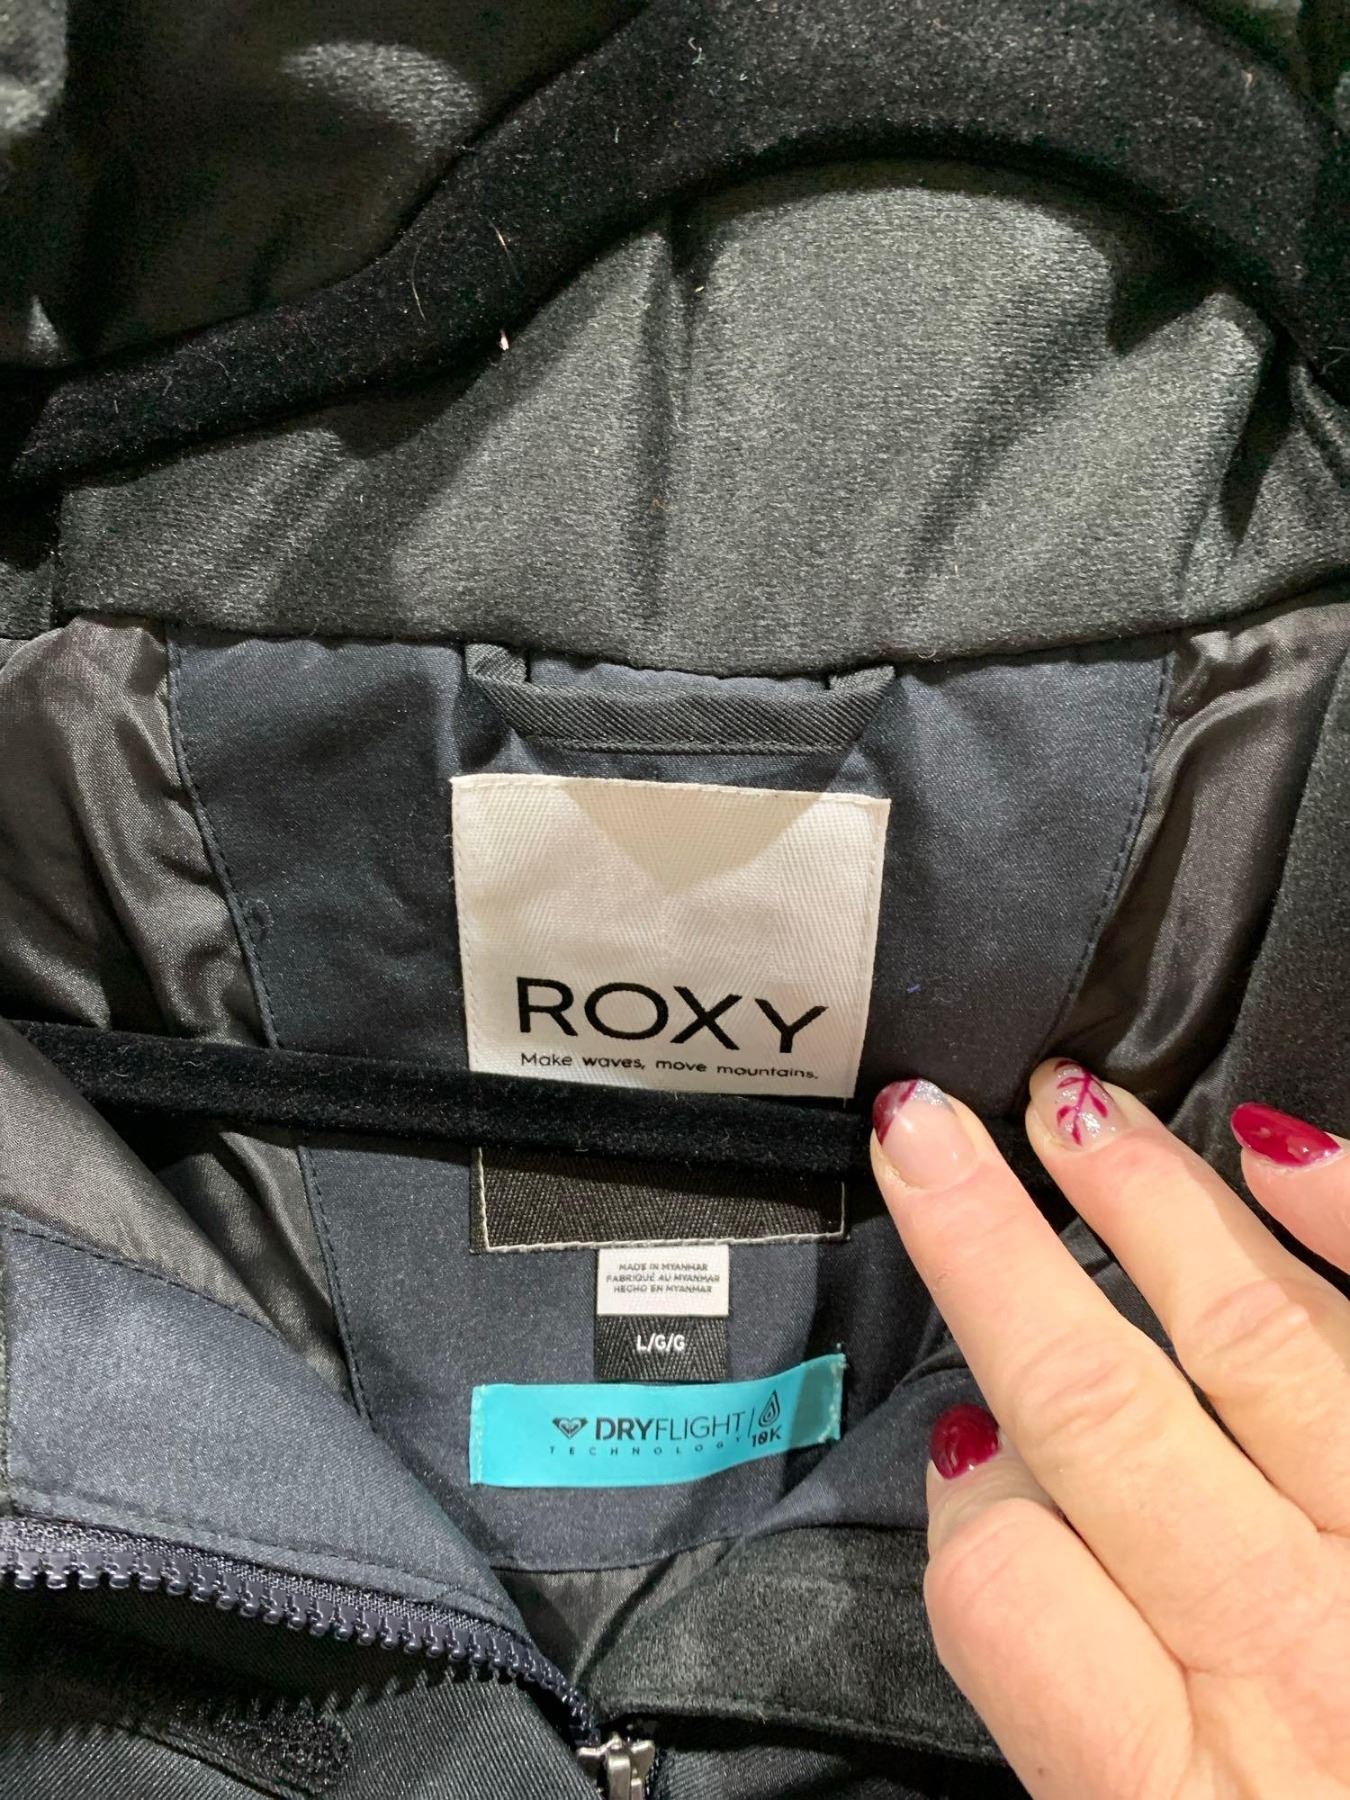 ROXY
Make waves, move mountains.
MADE IN MYANMAR
FABRIQUÉ AU MYANMAR
HECHO EN MYANMAR
L/G/G
DRYFLIGHT
TECHNOLOGY
10K